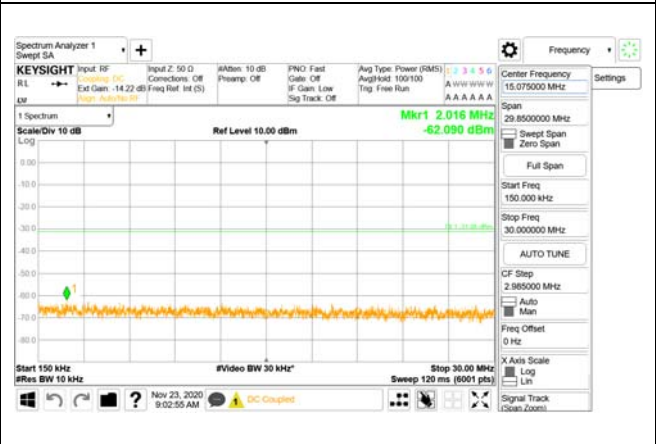 Spectrum Analyzer 1
Swept SA
+
Frequency
KEYSIGHT
RL
Input: RF
Coupling: DC
Ext Gain: -14.22 dB
Align: Auto/No RF
Input Z: 50 Ω
Corrections: Off
Freq Ref: Int (S)
#Atten: 10 dB
Preamp: Off
PNO: Fast
Gate: Off
IF Gain: Low
Sig Track: Off
Avg Type: Power (RMS)
Avg|Hold: 100/100
Trig: Free Run
1 2 3 4 5 6
A W W W W W
A A A A A A
1 Spectrum
Scale/Div 10 dB
Log
Ref Level 10.00 dBm
Mkr1 2.016 MHz
-62.090 dBm
0.00
-10.0
-20.0
-30.0
-40.0
-50.0
-60.0
-70.0
-80.0
1
Start 150 kHz
#Res BW 10 kHz
#Video BW 30 kHz*
Stop 30.00 MHz
Sweep 120 ms (6001 pts)
?
Nov 23, 2020
9:02:55 AM
DC Coupled
Center Frequency
15.075000 MHz
Settings
Span
29.8500000 MHz
Swept Span
Zero Span
Full Span
Start Freq
150.000 kHz
Stop Freq
30.000000 MHz
AUTO TUNE
CF Step
2.985000 MHz
Auto
Man
Freq Offset
0 Hz
X Axis Scale
Log
Lin
Signal Track
(Span Zoom)